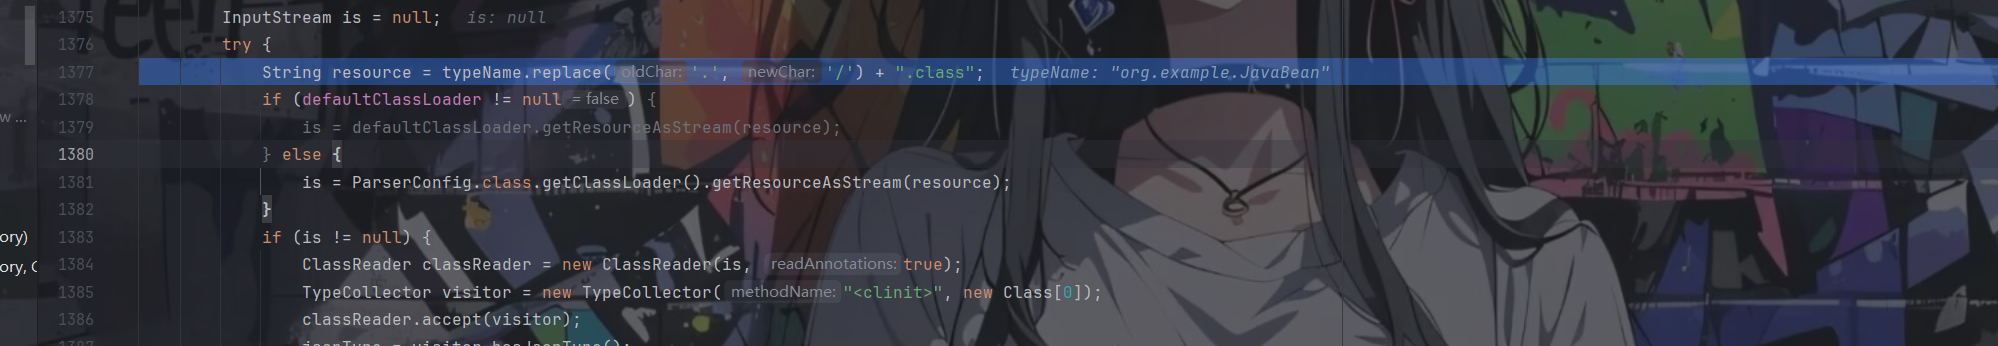 1375 InputStream is = null; is: null
1376 try {
1377 String resource = typeName.replace( oldChar: '.', newChar: '/') + ".class"; typeName: "org.example.JavaBean"
1378 if (defaultClassLoader != null = false ) {
w ...
1379 is = defaultClassLoader.getResourceAsStream(resource);
1380 } else {
1381 is = ParserConfig.class.getClassLoader().getResourceAsStream(resource);
1382 }
ory)
1383 if (is != null) {
ory, C
1384 ClassReader classReader = new ClassReader(is, readAnnotations: true);
1385 TypeCollector visitor = new TypeCollector( methodName: "<clinit>", new Class[0]);
1386 classReader.accept(visitor);